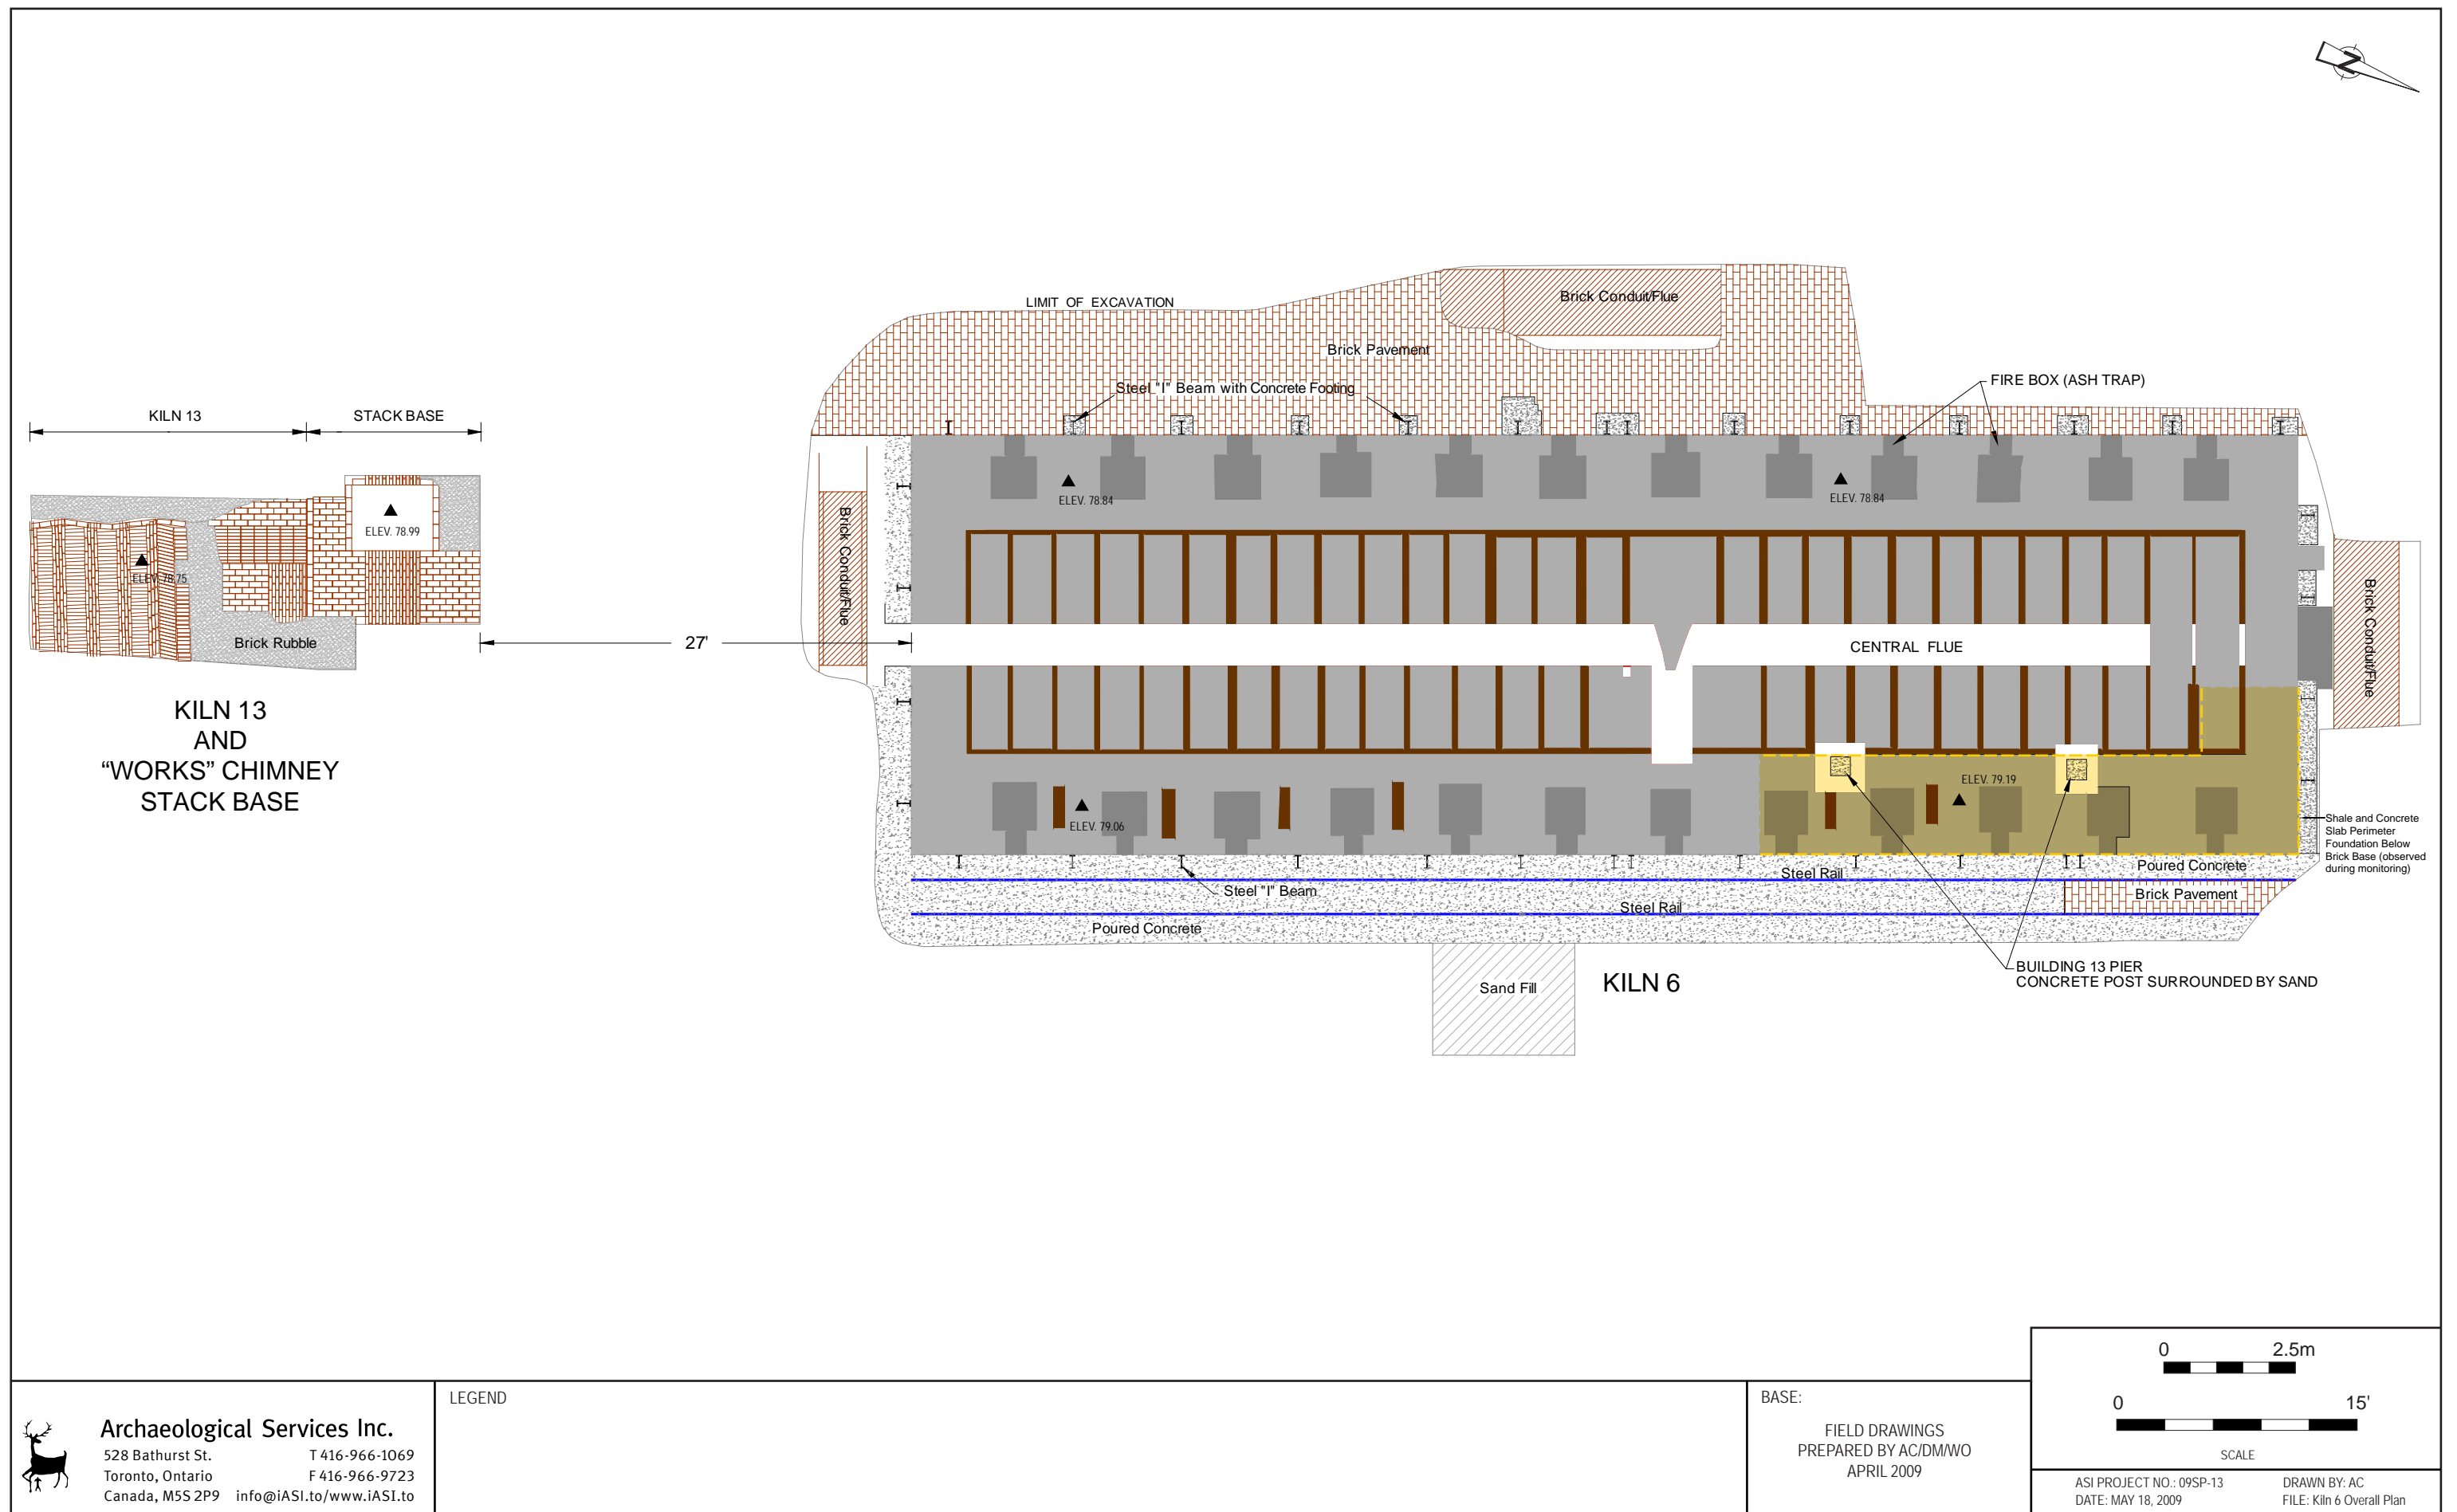 N
LIMIT OF EXCAVATION
Brick Conduit/Flue
Brick Pavement
Steel "I" Beam with Concrete Footing
FIRE BOX (ASH TRAP)
KILN 13
STACK BASE
ELEV. 78.99
ELEV. 78.75
Brick Rubble
27'
KILN 13
AND
“WORKS” CHIMNEY
STACK BASE
ELEV. 78.84
ELEV. 78.84
Brick Conduit/Flue
CENTRAL FLUE
Brick Conduit/Flue
ELEV. 79.06
ELEV. 79.19
Shale and Concrete
Slab Perimeter
Foundation Below
Brick Base (observed
during monitoring)
Poured Concrete
Steel Rail
Steel "I" Beam
Brick Pavement
Steel Rail
Poured Concrete
Sand Fill
KILN 6
BUILDING 13 PIER
CONCRETE POST SURROUNDED BY SAND
Archaeological Services Inc.
528 Bathurst St. T 416-966-1069
Toronto, Ontario F 416-966-9723
Canada, M5S 2P9 info@iASI.to/www.iASI.to
LEGEND
BASE:
FIELD DRAWINGS
PREPARED BY AC/DM/WO
APRIL 2009
0 2.5m
0 15'
SCALE
ASI PROJECT NO.: 09SP-13 DRAWN BY: AC
DATE: MAY 18, 2009 FILE: Kiln 6 Overall Plan